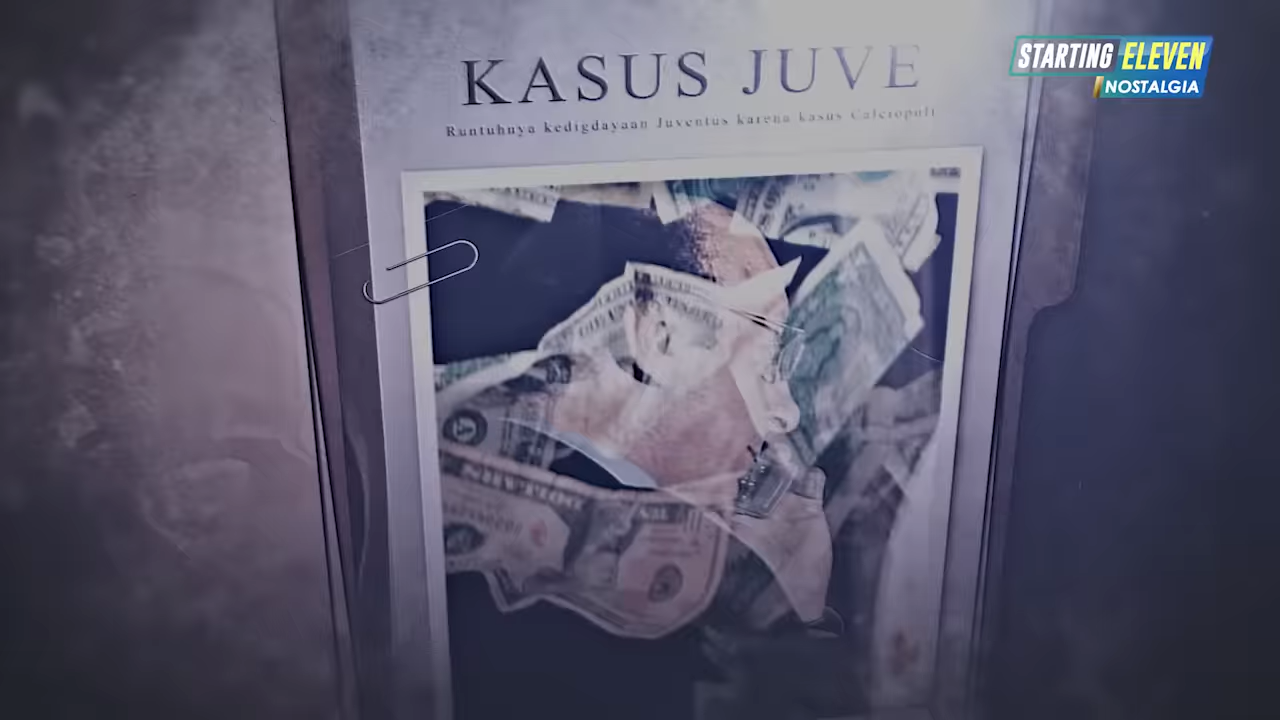 KASUS JUVE
Runtuhnya kedigdayaan Juventus karena kasus Calciopoli
STARTING ELEVEN
NOSTALGIA